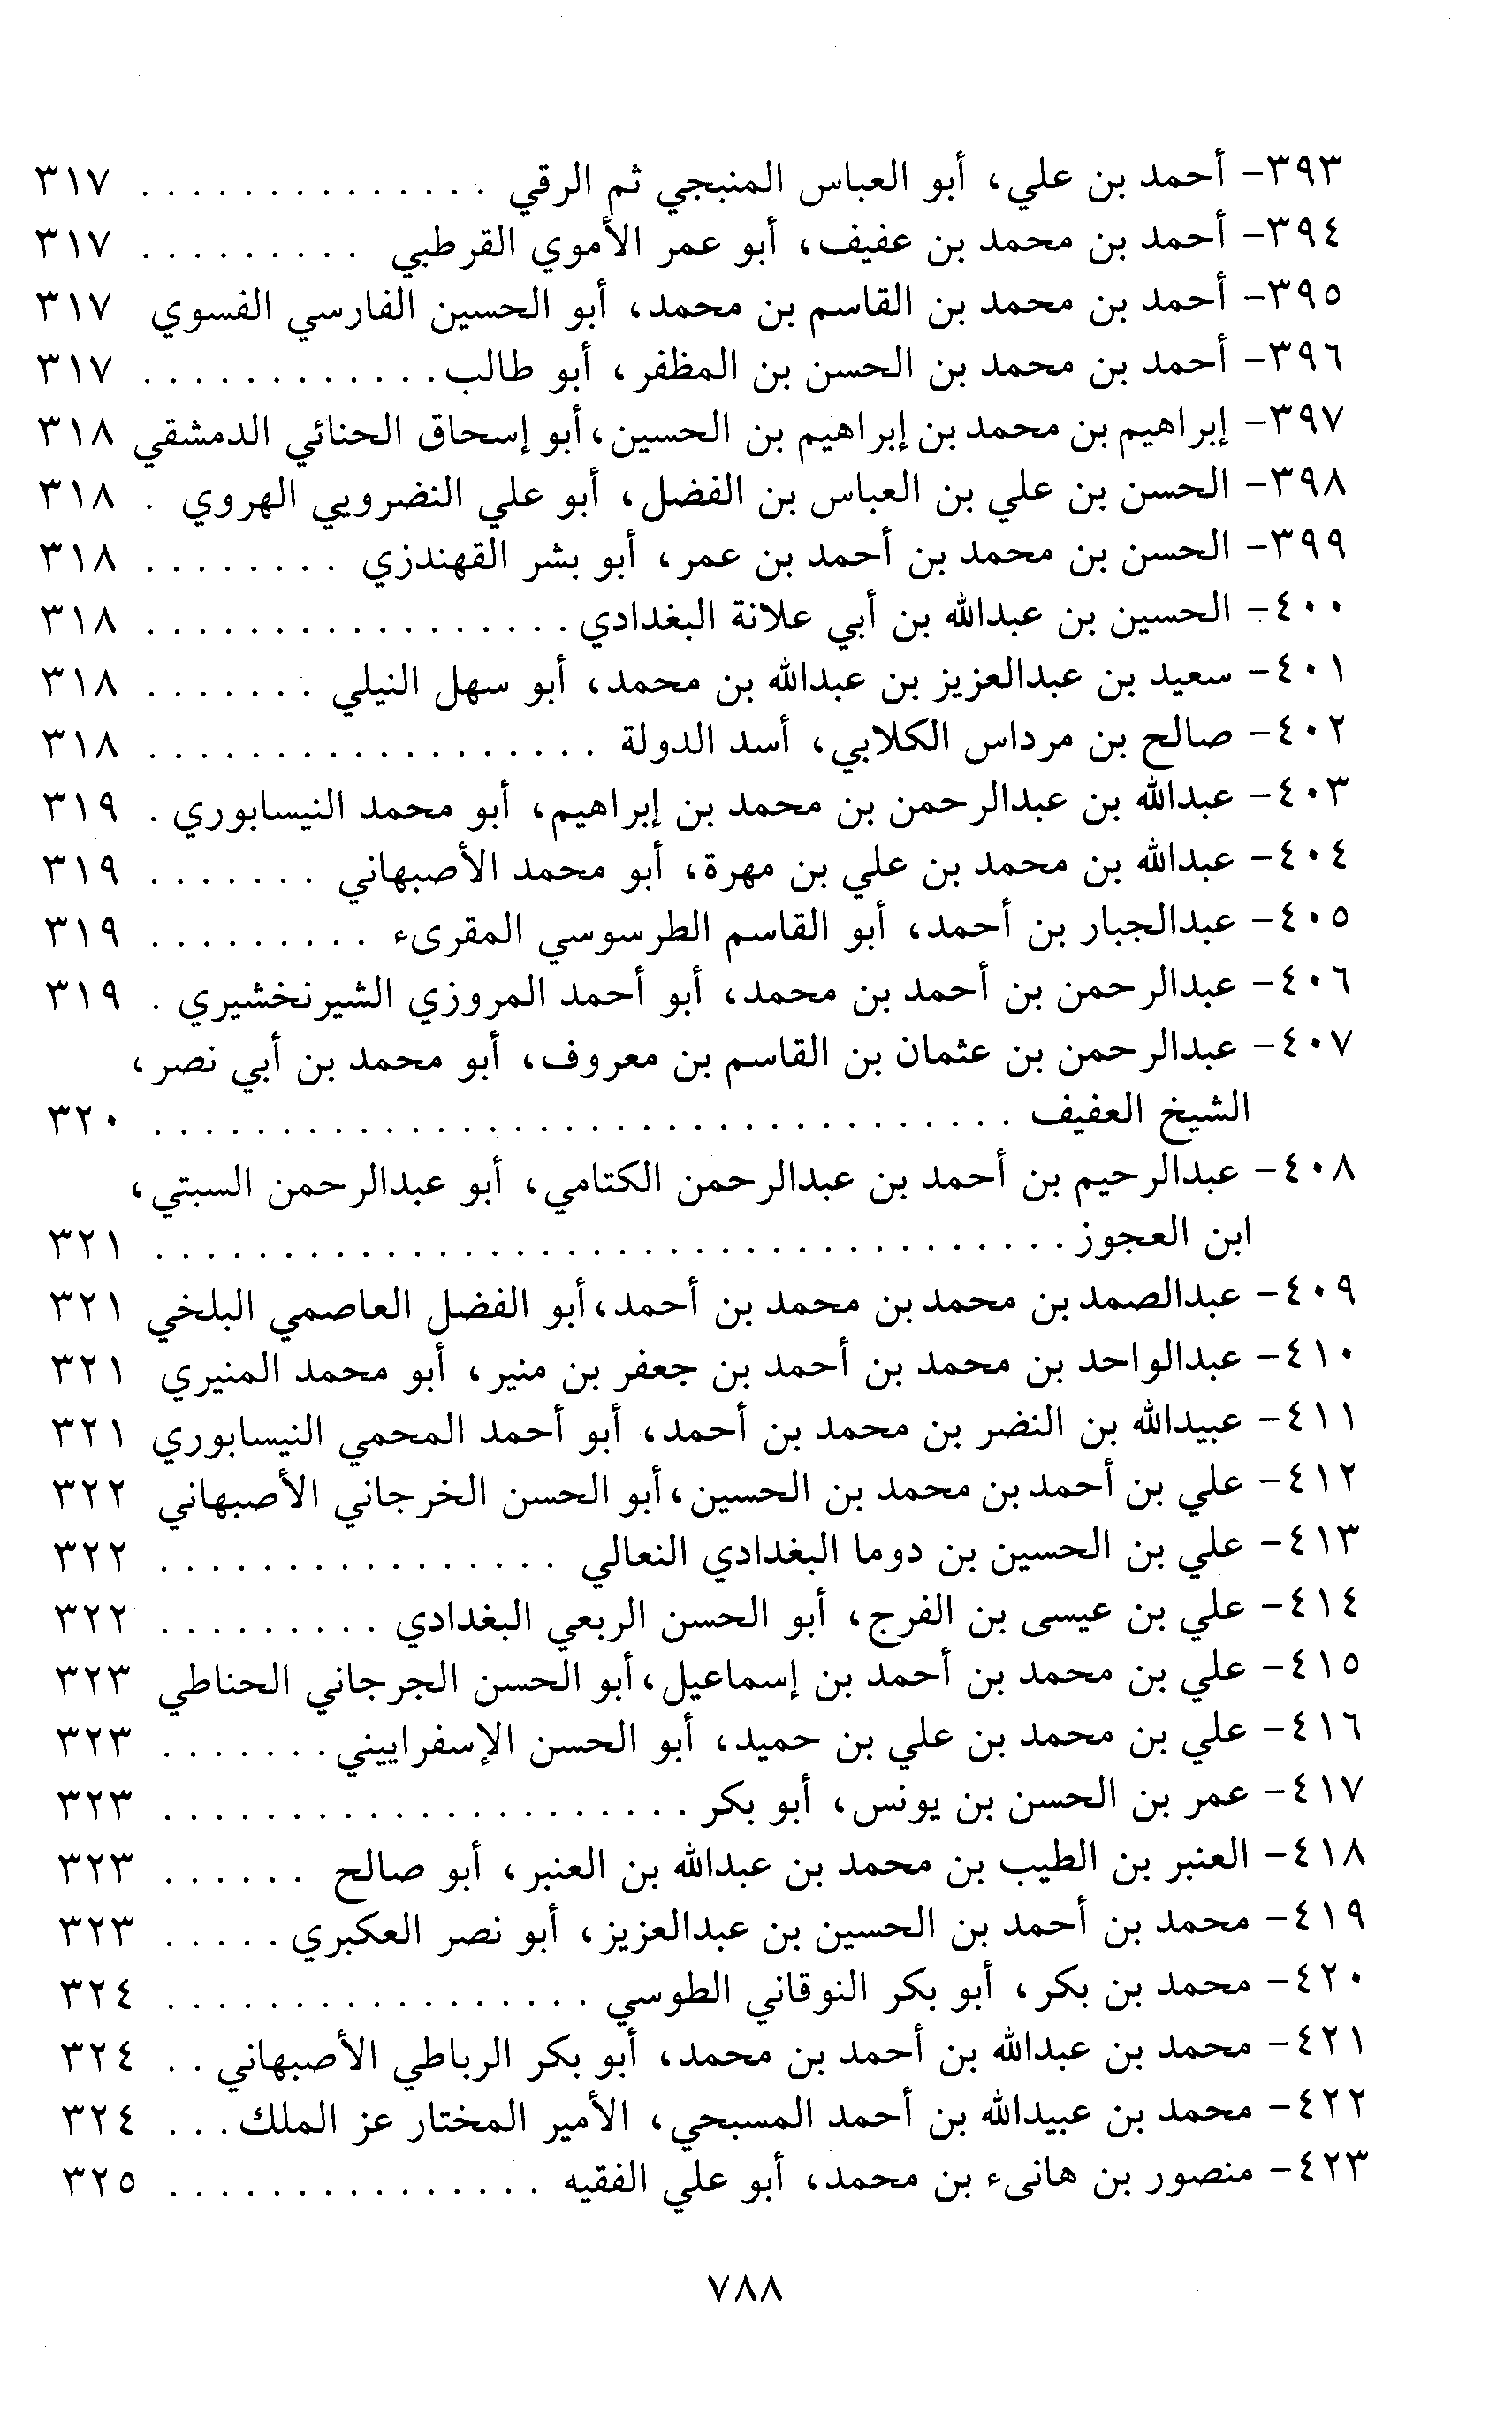 ٣٩٣- أحمد بن علي، أبو العباس المنبجي ثم الرقي . . . . . . . . . . . . . . ٣١٧
٣٩٤- أحمد بن محمد بن عفيف، أبو عمر الأموي القرطبي . . . . . . . . . ٣١٧
٣٩٥- أحمد بن محمد بن القاسم بن محمد، أبو الحسين الفارسي الفسوي ٣١٧
٣٩٦- أحمد بن محمد بن الحسن بن المظفر، أبو طالب . . . . . . . . . . . . ٣١٧
٣٩٧- إبراهيم بن محمد بن إبراهيم بن الحسين، أبو إسحاق الحنائي الدمشقي ٣١٨
٣٩٨- الحسن بن علي بن العباس بن الفضل، أبو علي النضرويي الهروي . ٣١٨
٣٩٩- الحسن بن محمد بن أحمد بن عمر، أبو بشر القهندزي . . . . . . . . ٣١٨
٤٠٠- الحسين بن عبدالله بن أبي علانة البغدادي . . . . . . . . . . . . . . . . . ٣١٨
٤٠١- سعيد بن عبدالعزيز بن عبدالله بن محمد، أبو سهل النيلي . . . . . . . ٣١٨
٤٠٢- صالح بن مرداس الكلابي، أسد الدولة . . . . . . . . . . . . . . . . . . ٣١٨
٤٠٣- عبدالله بن عبدالرحمن بن محمد بن إبراهيم، أبو محمد النيسابوري . ٣١٩
٤٠٤- عبدالله بن محمد بن علي بن مهرة، أبو محمد الأصبهاني . . . . . . . ٣١٩
٤٠٥- عبدالجبار بن أحمد، أبو القاسم الطرسوسي المقرىء . . . . . . . . . ٣١٩
٤٠٦- عبدالرحمن بن أحمد بن محمد، أبو أحمد المروزي الشيرنخشيري . ٣١٩
٤٠٧- عبدالرحمن بن عثمان بن القاسم بن معروف، أبو محمد بن أبي نصر،
الشيخ العفيف . . . . . . . . . . . . . . . . . . . . . . . . . . . . . . . . . . ٣٢٠
٤٠٨- عبدالرحيم بن أحمد بن عبدالرحمن الكتامي، أبو عبدالرحمن السبتي،
ابن العجوز . . . . . . . . . . . . . . . . . . . . . . . . . . . . . . . . . . . . ٣٢١
٤٠٩- عبدالصمد بن محمد بن محمد بن أحمد، أبو الفضل العاصمي البلخي ٣٢١
٤١٠- عبدالواحد بن محمد بن أحمد بن جعفر بن منير، أبو محمد المنيري ٣٢١
٤١١- عبيدالله بن النضر بن محمد بن أحمد، أبو أحمد المحمي النيسابوري ٣٢١
٤١٢- علي بن أحمد بن محمد بن الحسين، أبو الحسن الخرجاني الأصبهاني ٣٢٢
٤١٣- علي بن الحسين بن دوما البغدادي النعالي . . . . . . . . . . . . . . . . ٣٢٢
٤١٤- علي بن عيسى بن الفرج، أبو الحسن الربعي البغدادي . . . . . . . . . ٣٢٢
٤١٥- علي بن محمد بن أحمد بن إسماعيل، أبو الحسن الجرجاني الحناطي ٣٢٣
٤١٦- علي بن محمد بن علي بن حميد، أبو الحسن الإسفراييني . . . . . . . ٣٢٣
٤١٧- عمر بن الحسن بن يونس، أبو بكر . . . . . . . . . . . . . . . . . . . . . ٣٢٣
٤١٨- العنبر بن الطيب بن محمد بن عبدالله بن العنبر، أبو صالح . . . . . . ٣٢٣
٤١٩- محمد بن أحمد بن الحسين بن عبدالعزيز، أبو نصر العكبري . . . . . ٣٢٣
٤٢٠- محمد بن بكر، أبو بكر النوقاني الطوسي . . . . . . . . . . . . . . . . . ٣٢٤
٤٢١- محمد بن عبدالله بن أحمد بن محمد، أبو بكر الرباطي الأصبهاني . . ٣٢٤
٤٢٢- محمد بن عبيدالله بن أحمد المسبحي، الأمير المختار عز الملك . . . ٣٢٤
٤٢٣- منصور بن هانىء بن محمد، أبو علي الفقيه . . . . . . . . . . . . . . . ٣٢٥
٧٨٨